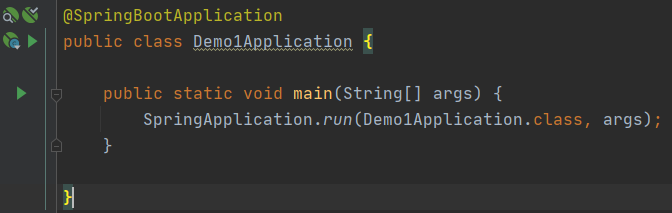 @SpringBootApplication
public class Demo1Application {
public static void main(String[] args) {
SpringApplication.run(Demo1Application.class, args);
}
}